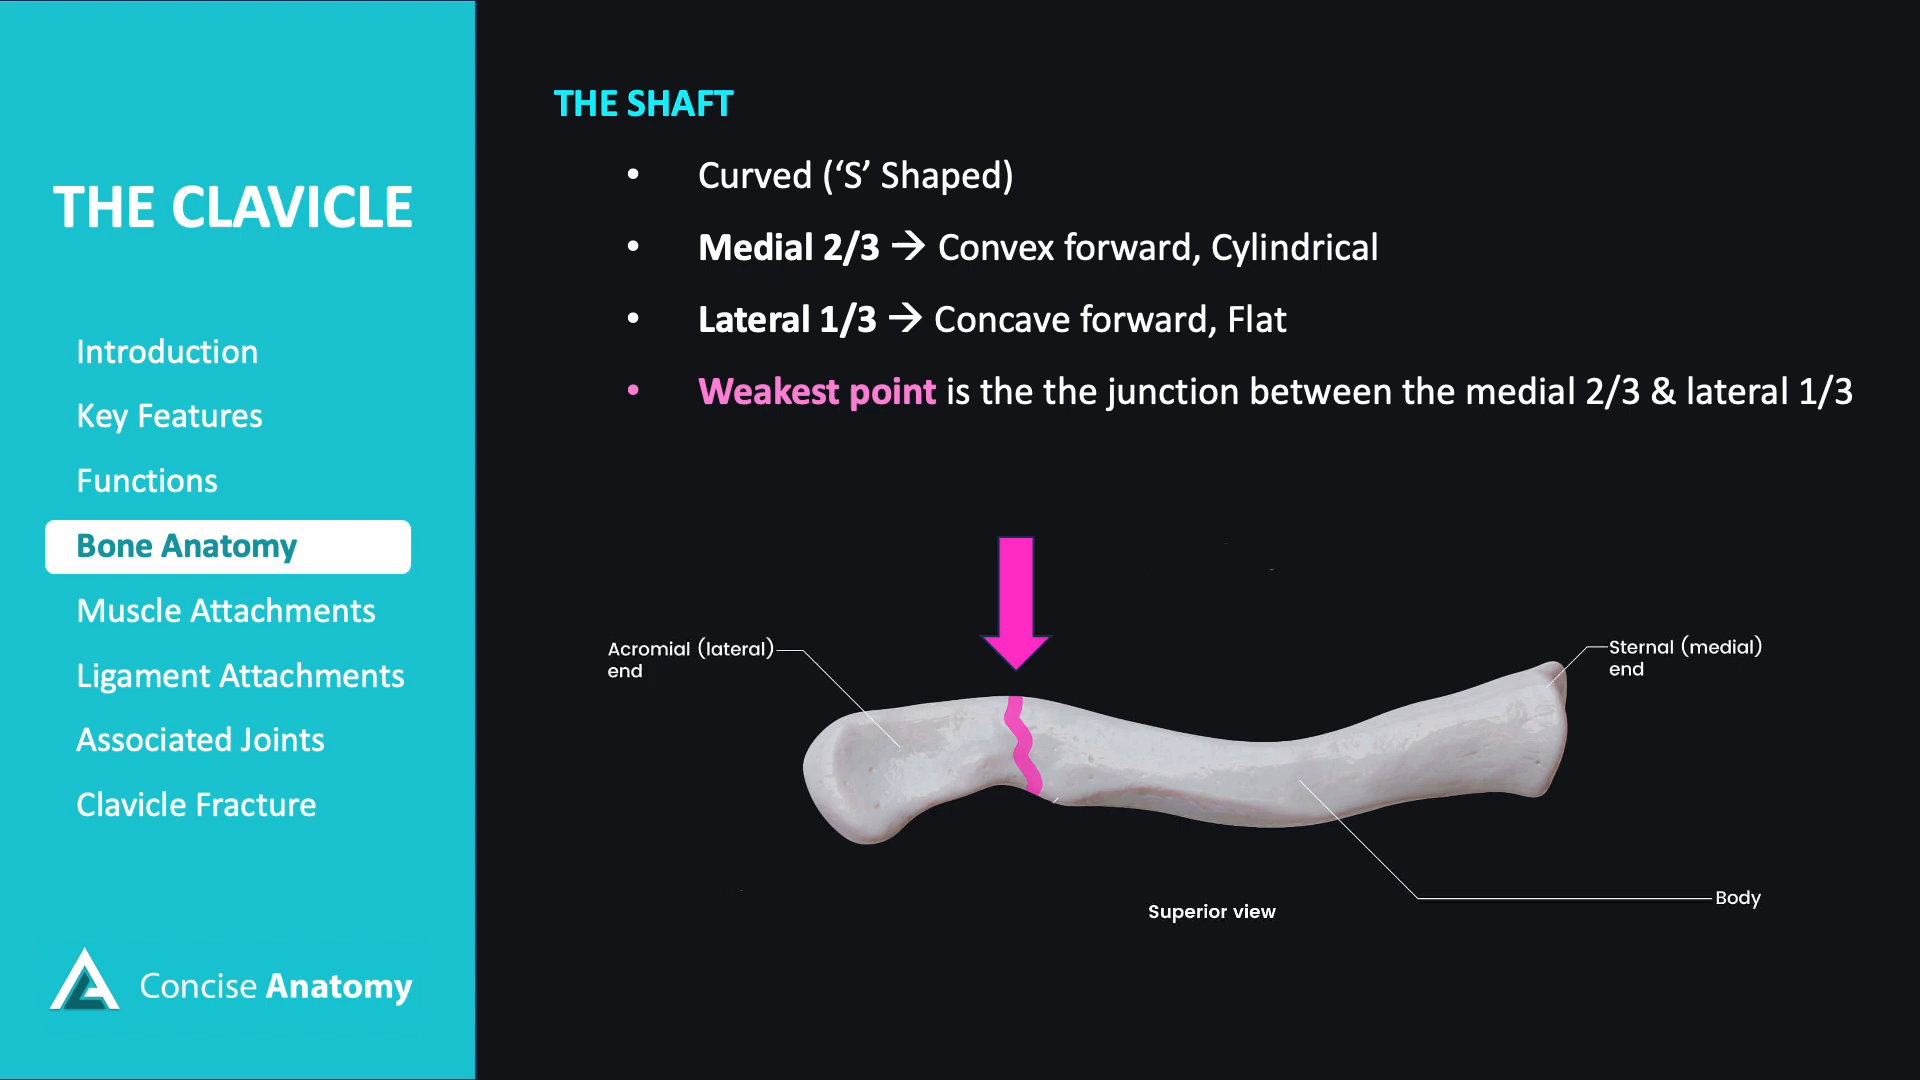 THE CLAVICLE
Introduction
Key Features
Functions
Bone Anatomy
Muscle Attachments
Ligament Attachments
Associated Joints
Clavicle Fracture
Concise Anatomy
THE SHAFT
• Curved (‘S’ Shaped)
• Medial 2/3 → Convex forward, Cylindrical
• Lateral 1/3 → Concave forward, Flat
• Weakest point is the the junction between the medial 2/3 & lateral 1/3
Acromial (lateral)
end
Sternal (medial)
end
Body
Superior view